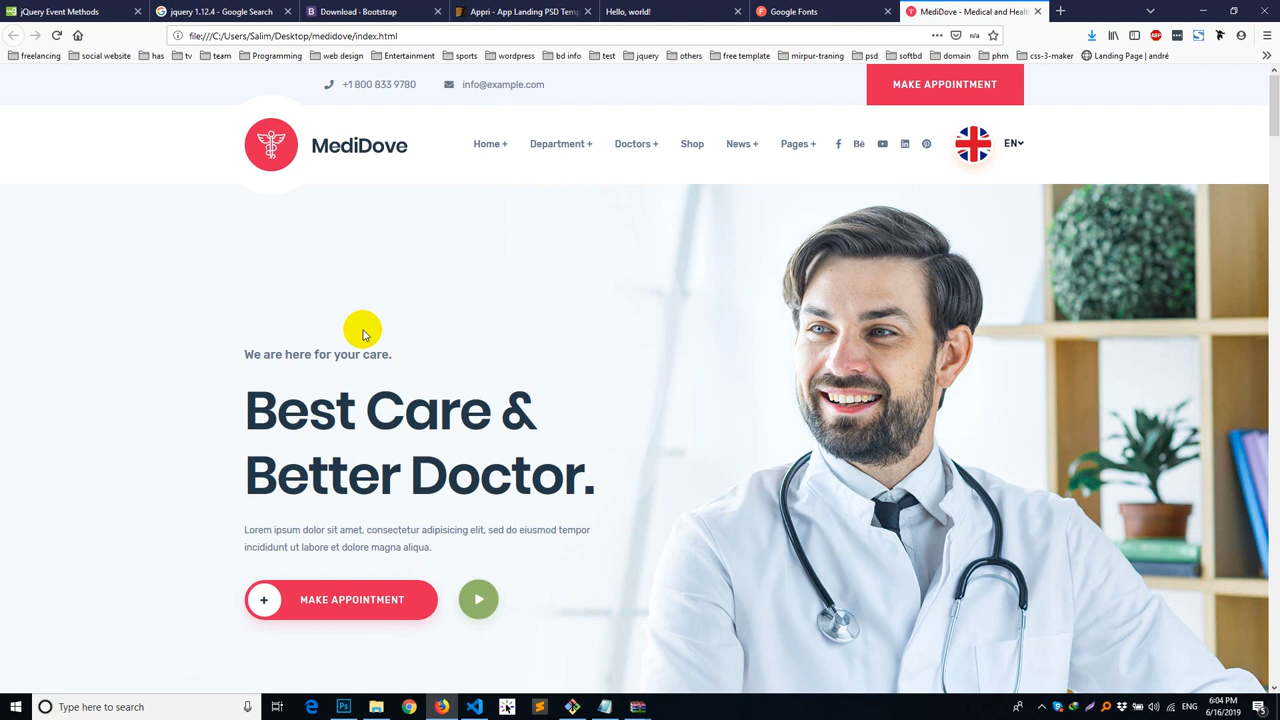 jQuery Event Methods
jquery 1.12.4 - Google Search
Download · Bootstrap
Appri - App Landing PSD Temp
Hello, world!
Google Fonts
MediDove - Medical and Healt
file:///C:/Users/Salim/Desktop/medidove/index.html
freelancing
social website
has
tv
team
Programming
web design
Entertament
sports
wordpress
bd info
test
jquery
others
free template
mirpur-traning
psd
softbd
domain
phm
css-3-maker
Landing Page | andré
+1 800 833 9780
info@example.com
MAKE APPOINTMENT
MediDove
Home +
Department +
Doctors +
Shop
News +
Pages +
EN
We are here for your care.
Best Care &
Better Doctor.
Lorem ipsum dolor sit amet, consectetur adipisicing elit, sed do eiusmod tempor
incididunt ut labore et dolore magna aliqua.
MAKE APPOINTMENT
Type here to search
ENG
6:04 PM
6/16/2019